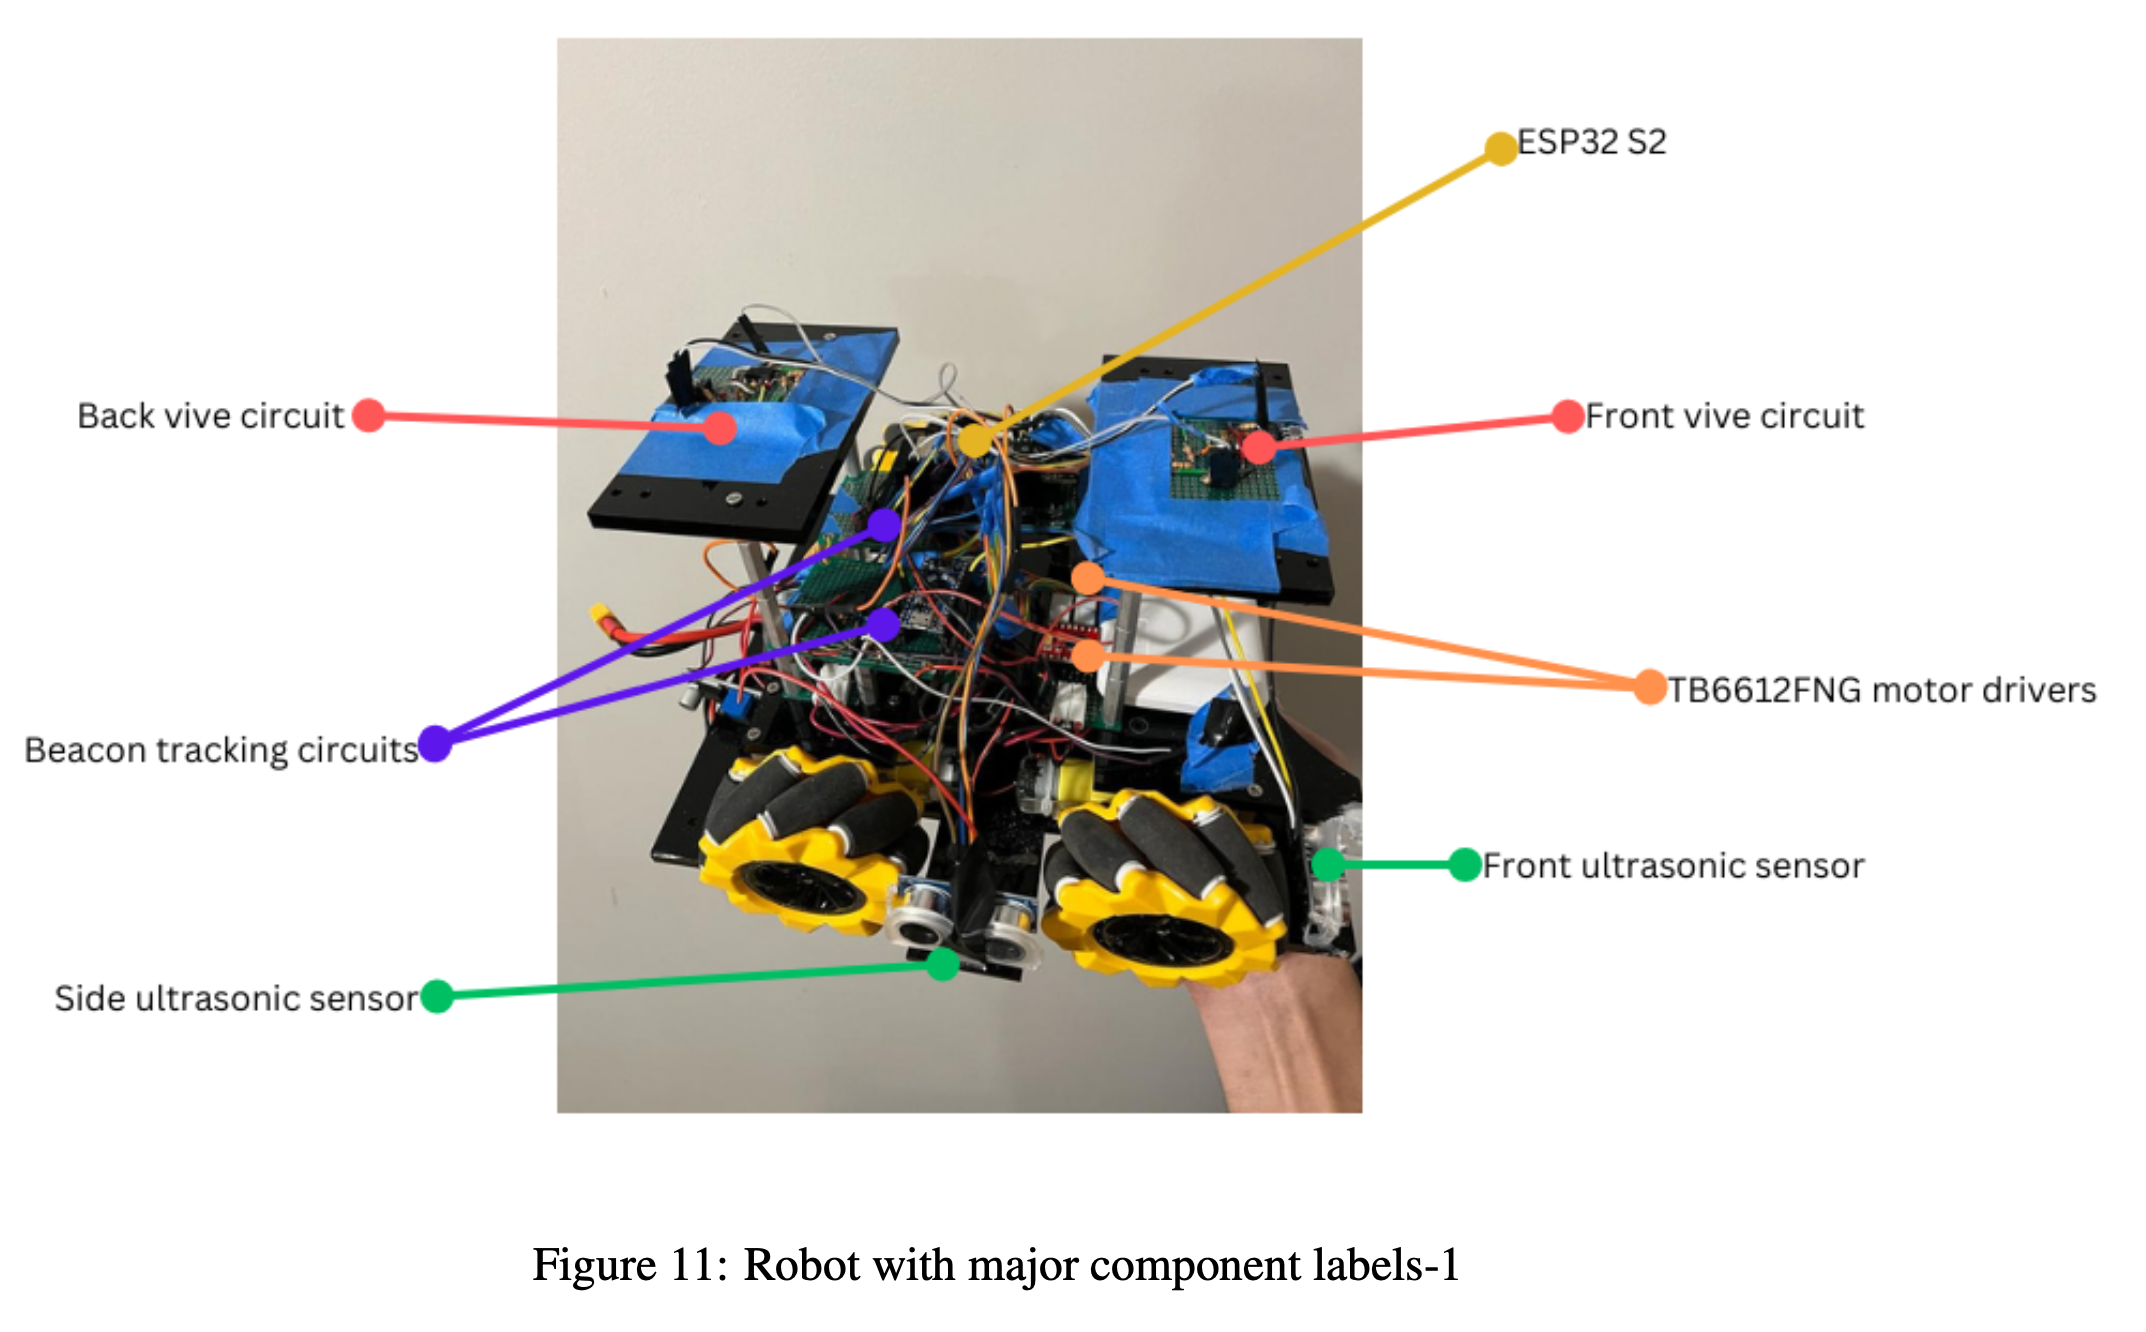 ESP32 S2
Back vive circuit
Front vive circuit
TB6612FNG motor drivers
Beacon tracking circuits
Front ultrasonic sensor
Side ultrasonic sensor
Figure 11: Robot with major component labels-1